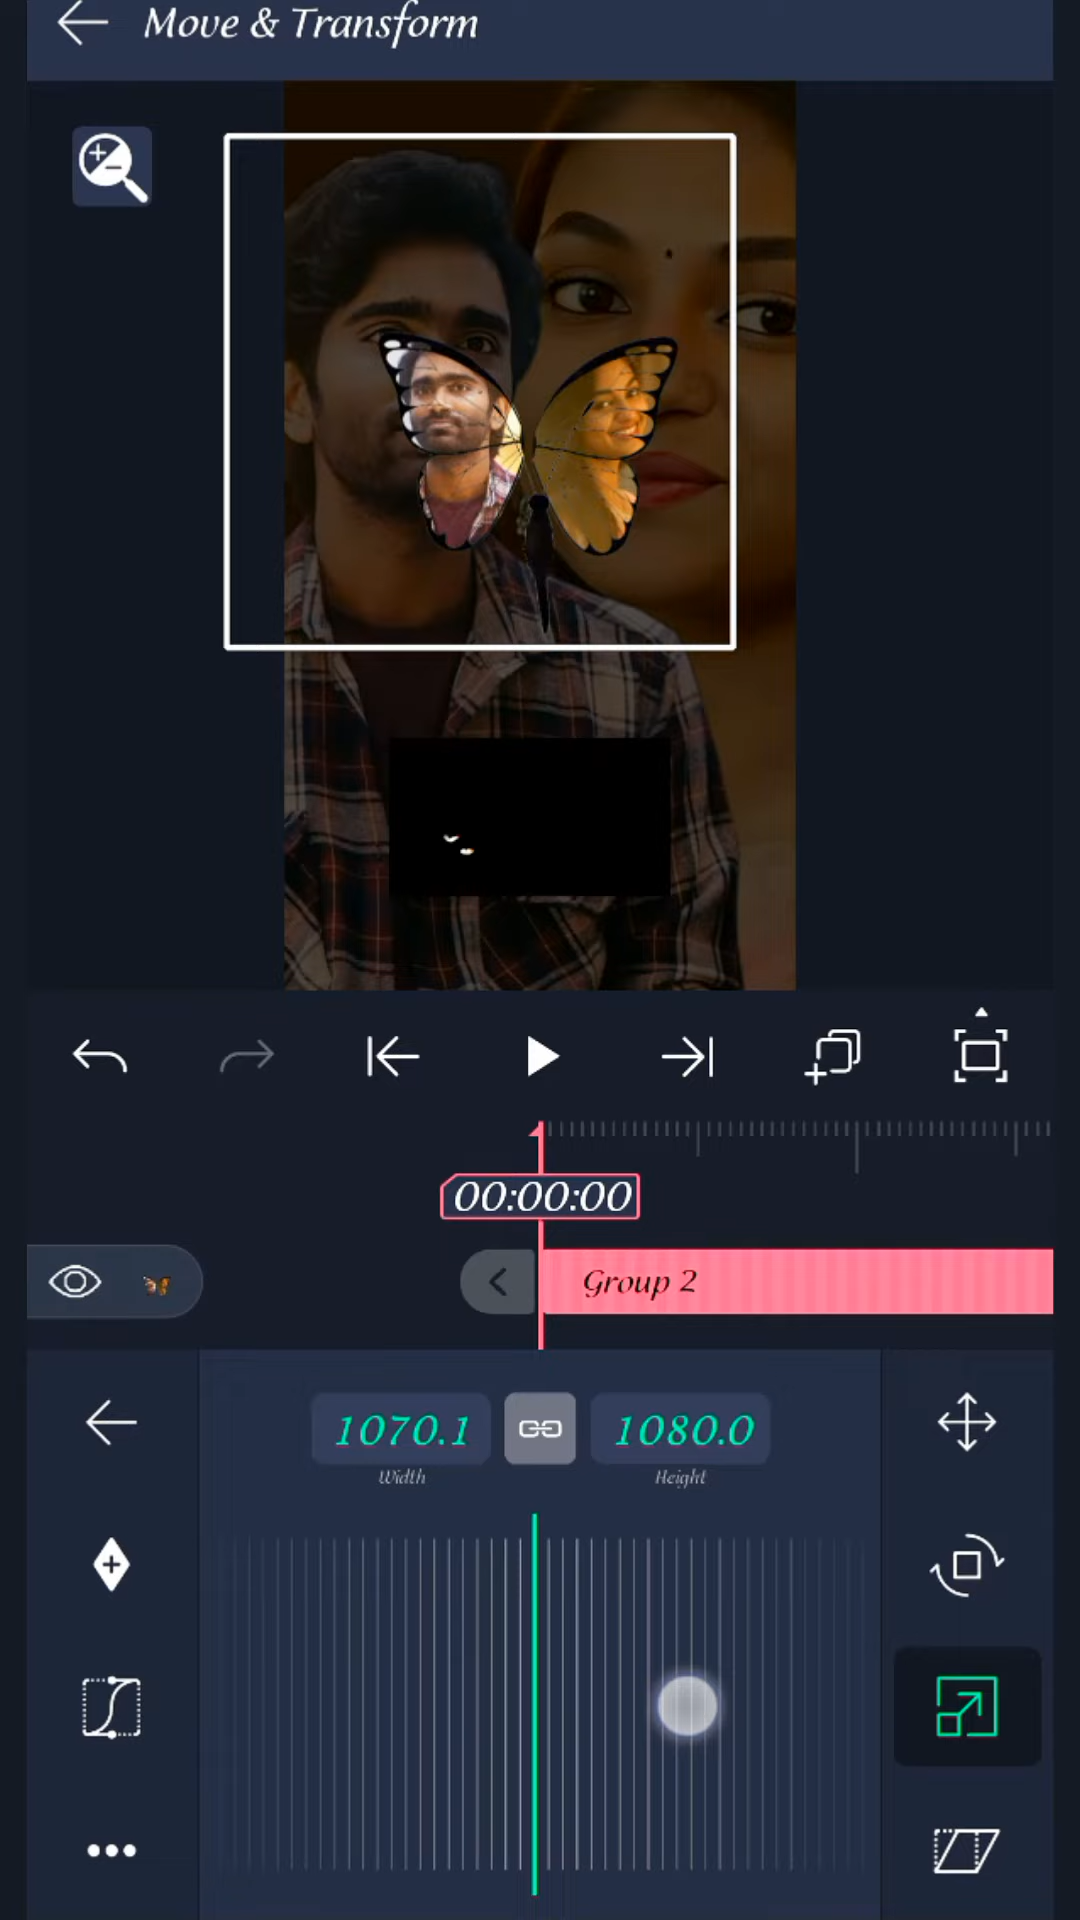 Move & Transform
00:00:00
Group 2
1070.1
1080.0
Width
Height